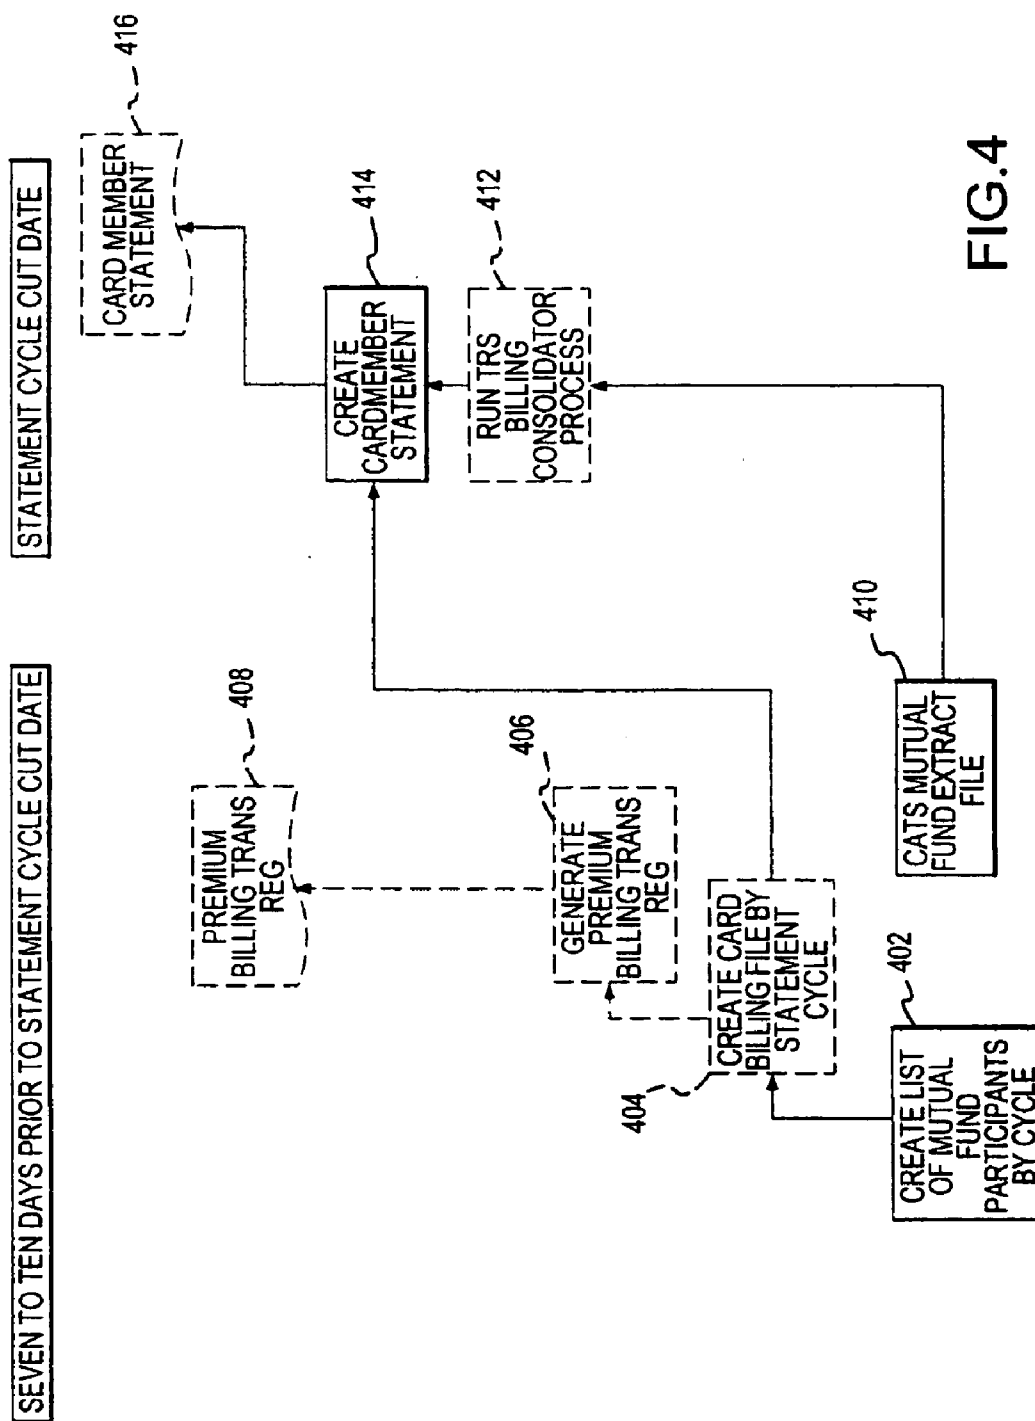 SEVEN TO TEN DAYS PRIOR TO STATEMENT CYCLE CUT DATE
STATEMENT CYCLE CUT DATE
CARD MEMBER
STATEMENT
416
PREMIUM
BILLING TRANS
REG
408
CREATE
CARDMEMBER
STATEMENT
414
GENERATE
PREMIUM
BILLING TRANS
REG
406
RUN TRS
BILLING
CONSOLIDATOR
PROCESS
412
404
CREATE CARD
BILLING FILE BY
STATEMENT
CYCLE
CREATE LIST
OF MUTUAL
FUND
PARTICIPANTS
BY CYCLE
402
CATS MUTUAL
FUND EXTRACT
FILE
410
FIG.4